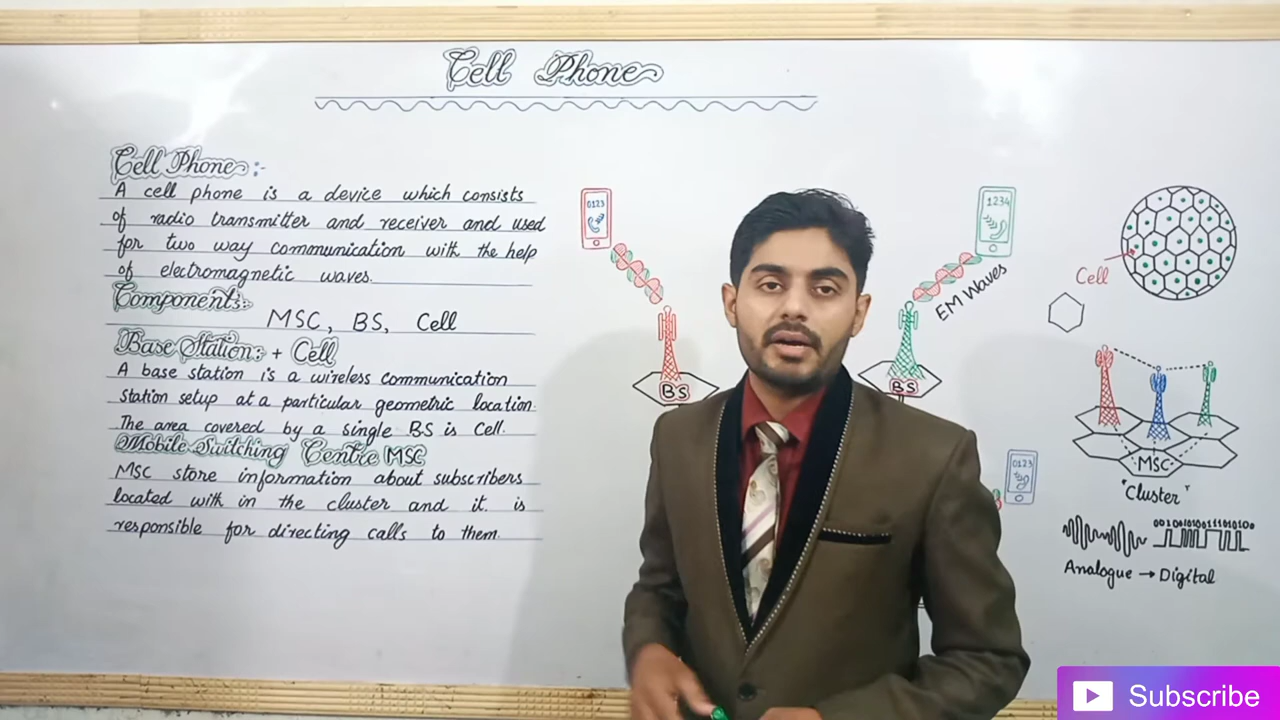 Cell Phone
Cell Phone:-
A cell phone is a device which consists
of radio transmitter and receiver and used
for two way communication with the help
of electromagnetic waves.
Components:
MSC, BS, Cell
Base Station: + Cell
A base station is a wireless communication
station setup at a particular geometric location.
The area covered by a single BS is Cell.
Mobile Switching Centre MSC
MSC store information about subscribers
located with in the cluster and it is
responsible for directing calls to them.
0123
BS
1234
EM Waves
BS
0123
Cell
MSC
"Cluster"
Analogue → Digital
Subscribe